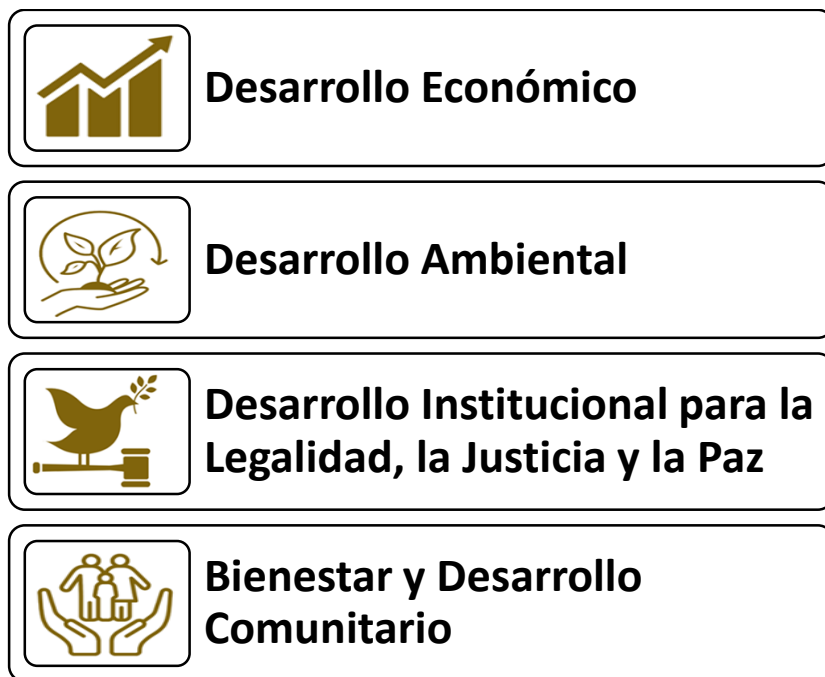 Desarrollo Económico
Desarrollo Ambiental
Desarrollo Institucional para la
Legalidad, la Justicia y la Paz
Bienestar y Desarrollo
Comunitario